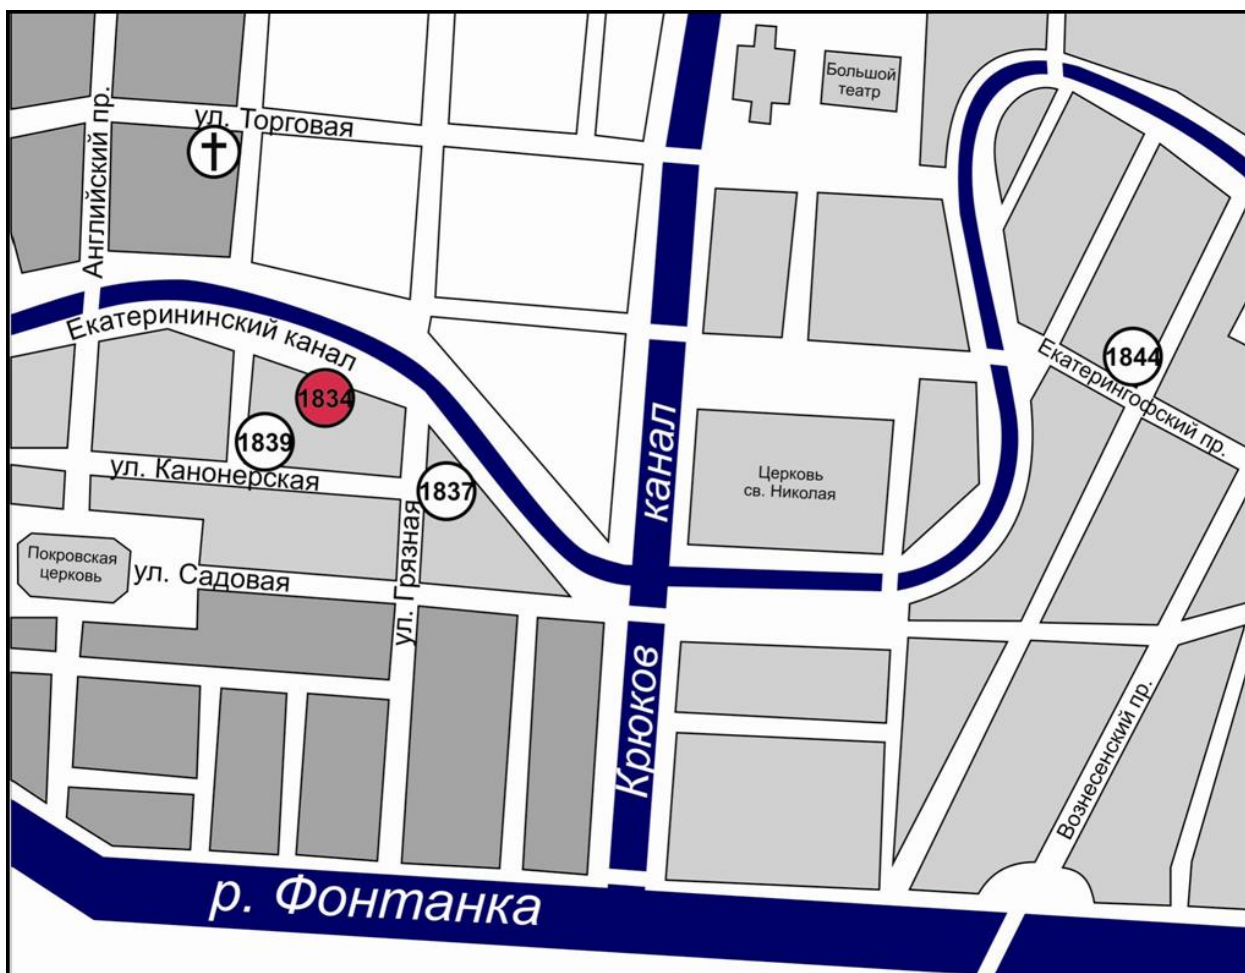 Большой
театр
ул. Торговая
Английский пр.
Екатерининский канал
1834
1844
Екатерингофский пр.
1839
ул. Канонерская
1837
канал
Церковь
св. Николая
Покровская
церковь
ул. Садовая
ул. Грязная
Крюков
Вознесенский пр.
р. Фонтанка